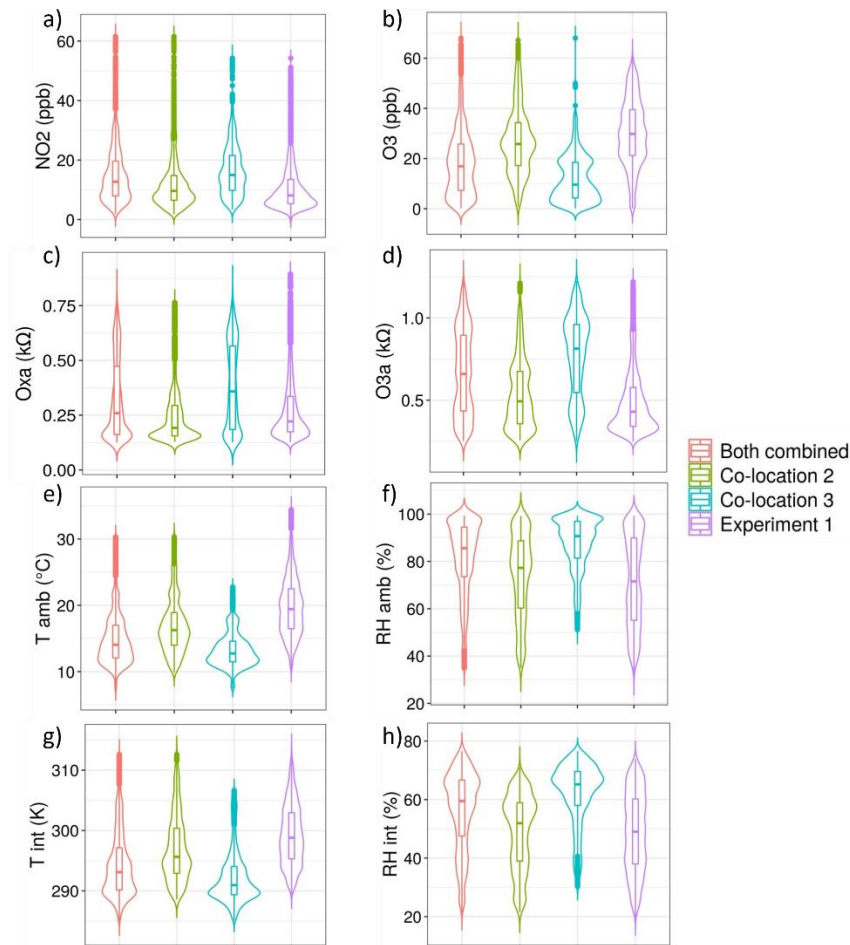 a)
NO2 (ppb)
60
40
20
0
b)
O3 (ppb)
60
40
20
0
c)
Oxa (kΩ)
0.75
0.50
0.25
0.00
d)
O3a (kΩ)
1.0
0.5
e)
T amb (°C)
30
20
10
f)
RH amb (%)
100
80
60
40
20
g)
T int (K)
310
300
290
h)
RH int (%)
80
60
40
20
Both combined
Co-location 2
Co-location 3
Experiment 1